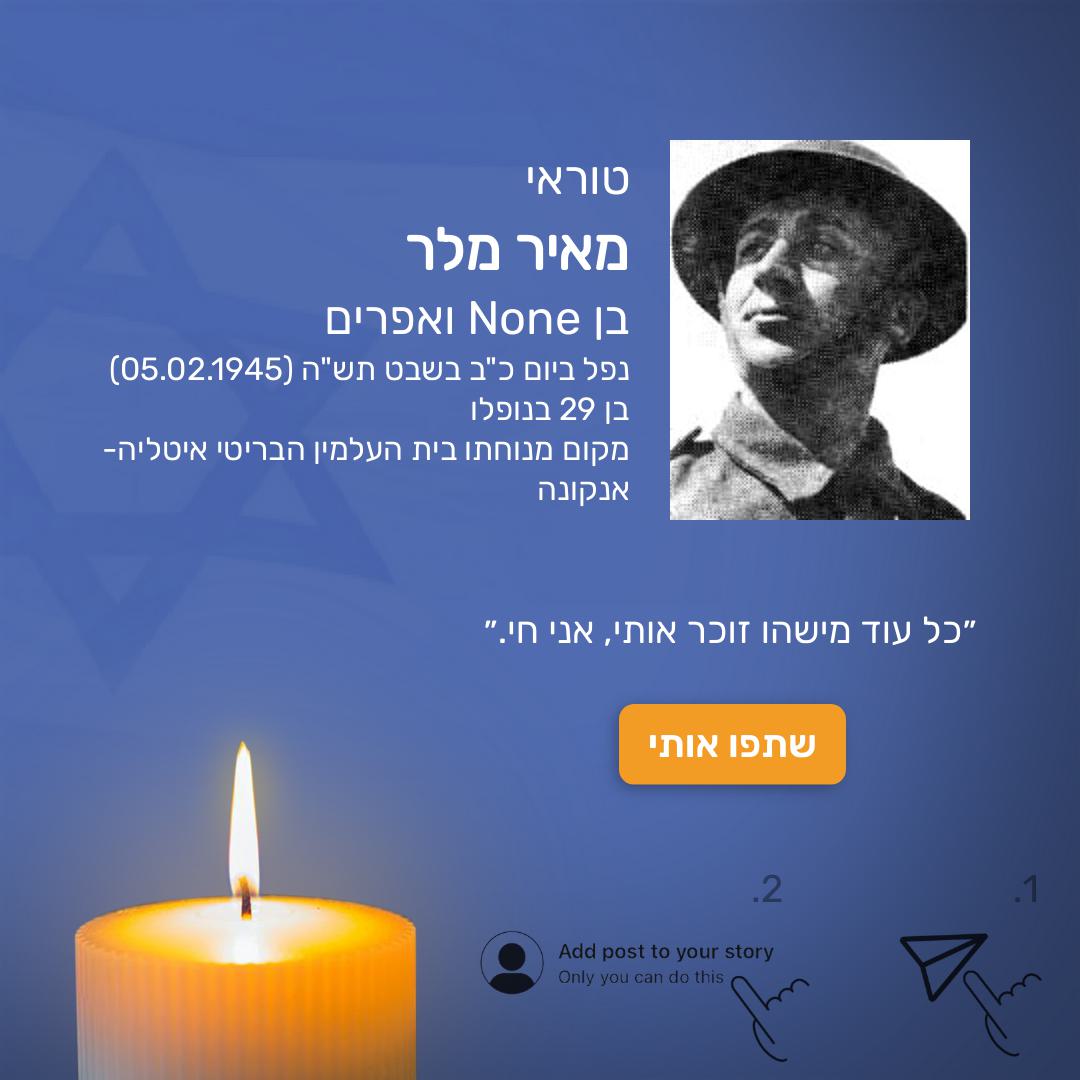 טוראי
מאיר מלר
בן None ואפרים
נפל ביום כ"ב בשבט תש"ה (05.02.1945)
בן 29 בנופלו
מקום מנוחתו בית העלמין הבריטי איטליה-
אנקונה
״כל עוד מישהו זוכר אותי, אני חי.״
שתפו אותי
.1
.2
Add post to your story
Only you can do this